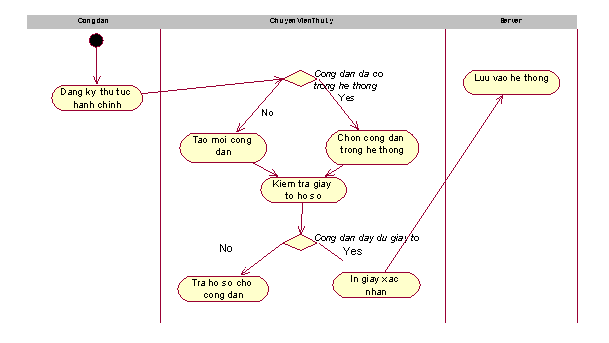 Cong dan
ChuyenVienThuLy
Server
Dang ky thu tuc
hanh chinh
Cong dan da co
trong he thong
Yes
No
Luu vao he thong
Tao moi cong
dan
Chon cong dan
trong he thong
Kiem tra giay
to ho so
Cong dan day du giay to
No
Yes
Tra ho so cho
cong dan
In giay xac
nhan